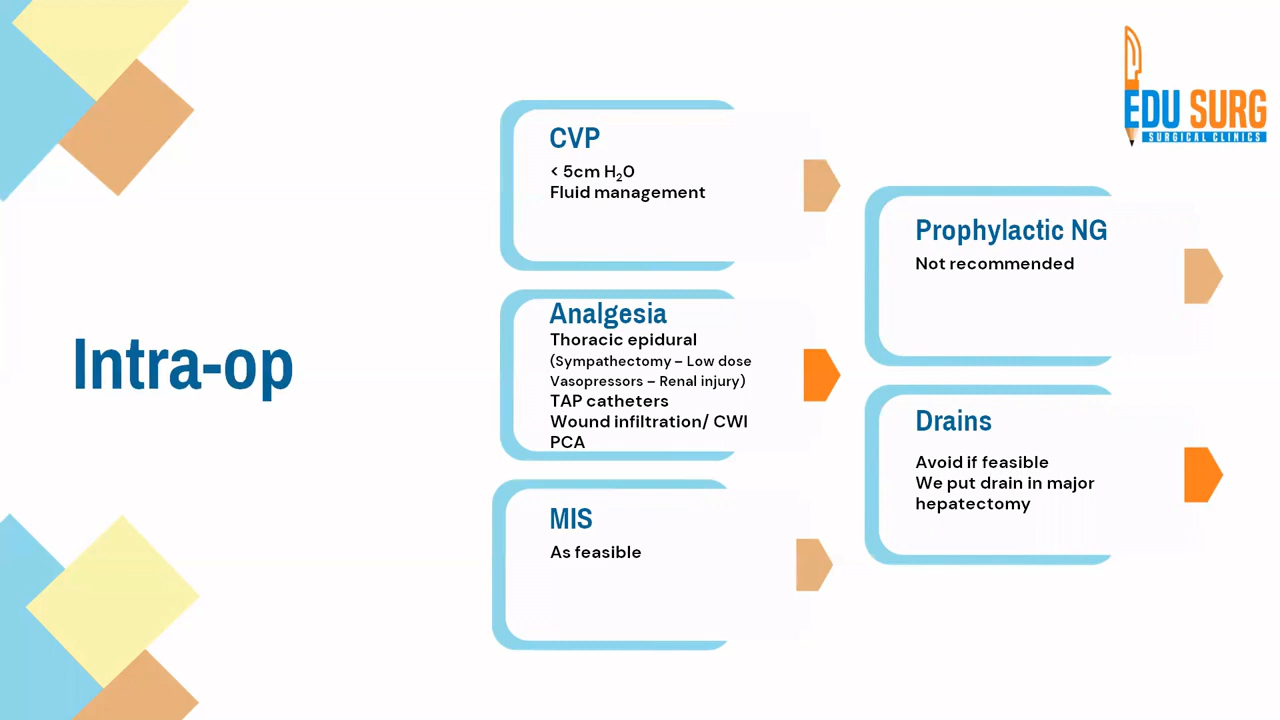 EDU SURG
SURGICAL CLINICS
Intra-op
CVP
< 5cm H₂0
Fluid management
Analgesia
Thoracic epidural
(Sympathectomy – Low dose
Vasopressors – Renal injury)
TAP catheters
Wound infiltration/ CWI
PCA
MIS
As feasible
Prophylactic NG
Not recommended
Drains
Avoid if feasible
We put drain in major
hepatectomy